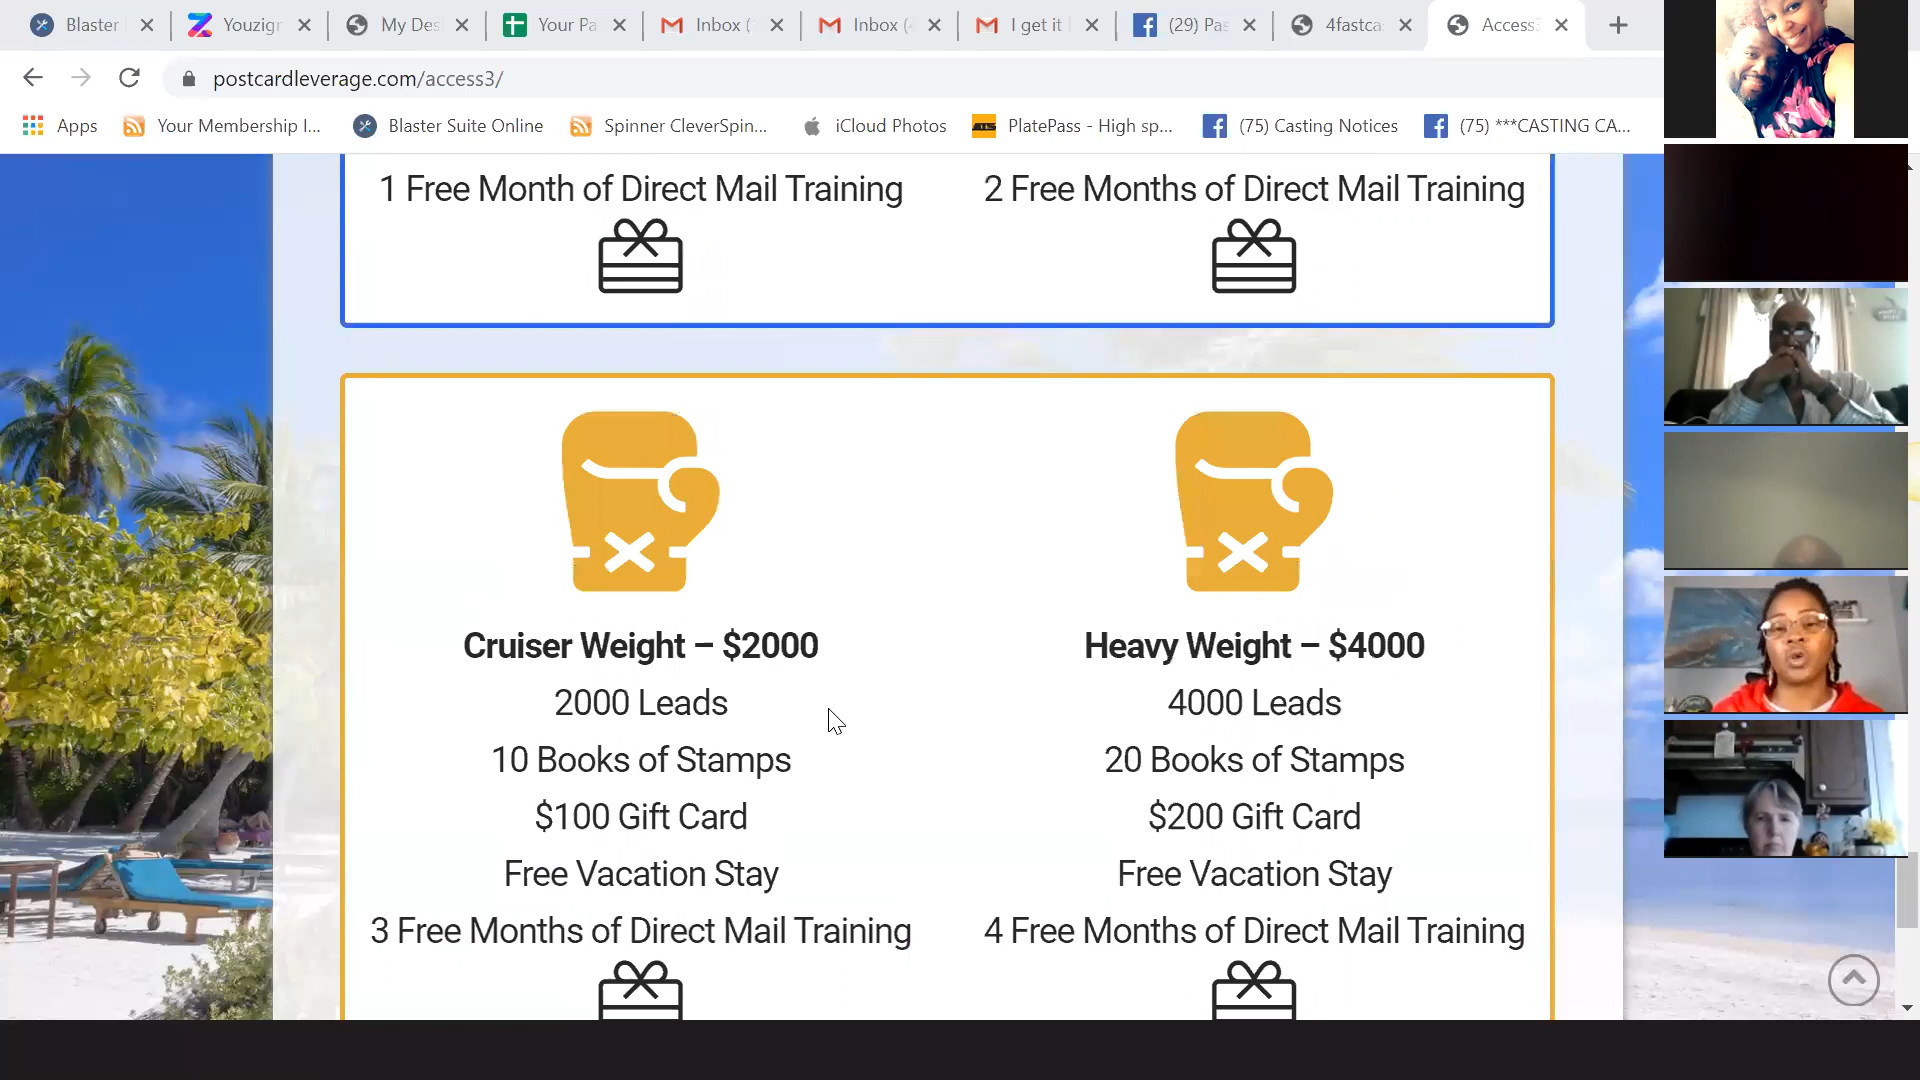 Blaster
Youzigr
My Des
Your Pa
Inbox (
Inbox (
I get it
(29) Pas
4fastca
Access
postcardleverage.com/access3/
Apps
Your Membership I...
Blaster Suite Online
Spinner CleverSpin...
iCloud Photos
PlatePass - High sp...
(75) Casting Notices
(75) ***CASTING CA...
1 Free Month of Direct Mail Training
2 Free Months of Direct Mail Training
Cruiser Weight – $2000
2000 Leads
10 Books of Stamps
$100 Gift Card
Free Vacation Stay
3 Free Months of Direct Mail Training
Heavy Weight – $4000
4000 Leads
20 Books of Stamps
$200 Gift Card
Free Vacation Stay
4 Free Months of Direct Mail Training